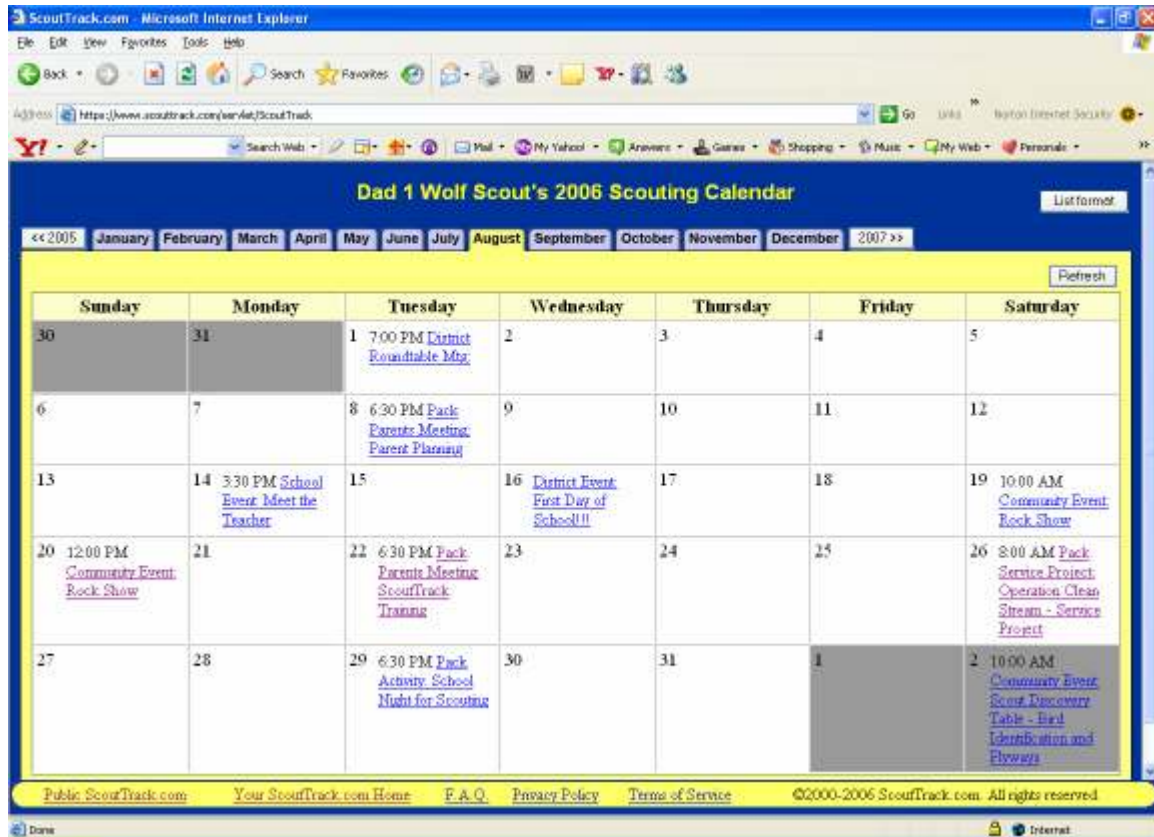 ScoutTrack.com - Microsoft Internet Explorer
File Edit View Favorites Tools Help
Back Search Favorites
Address https://www.scouttrack.com/servlet/ScoutTrack Go Links Norton Internet Security
Y! Search Web Mail My Yahoo! Answers Games Shopping Music My Web Personals
Dad 1 Wolf Scout's 2006 Scouting Calendar
List format
<< 2005 January February March April May June July August September October November December 2007 >>
Refresh
Sunday Monday Tuesday Wednesday Thursday Friday Saturday
30 31 1 7:00 PM District 2 3 4 5
Roundtable Mtg:
6 7 8 6:30 PM Pack 9 10 11 12
Parents Meeting:
Parent Planning
13 14 3:30 PM School 15 16 District Event: 17 18 19 10:00 AM
Event: Meet the First Day of Community Event:
Teacher School!!! Rock Show
20 12:00 PM 21 22 6:30 PM Pack 23 24 25 26 8:00 AM Pack
Community Event: Parents Meeting: Service Project:
Rock Show ScoutTrack Operation Clean
Training Stream - Service
Project
27 28 29 6:30 PM Pack 30 31 1 2 10:00 AM
Activity: School Community Event:
Night for Scouting Scout Discovery
Table - Bird
Identification and
Flyways
Public ScoutTrack.com Your ScoutTrack.com Home F.A.Q. Privacy Policy Terms of Service ©2000-2006 ScoutTrack.com. All rights reserved
Done Internet